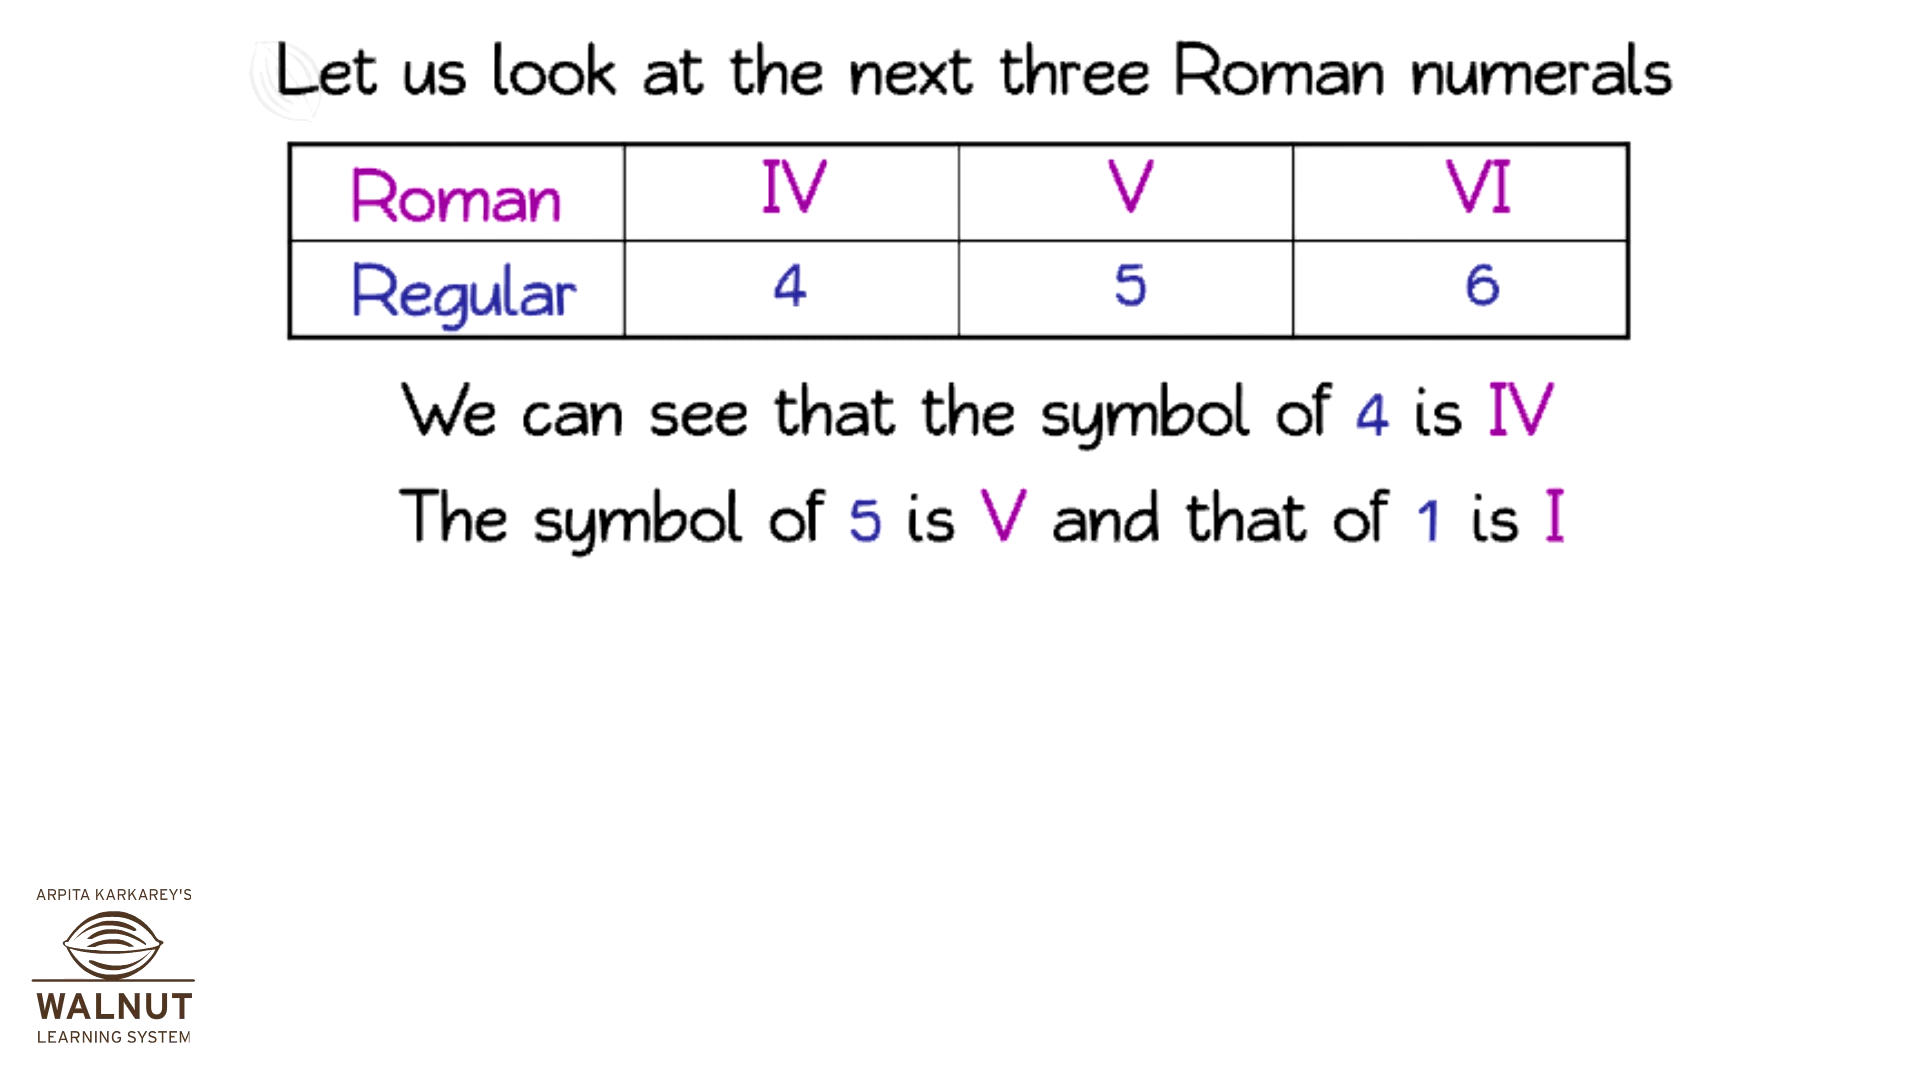 Let us look at the next three Roman numerals
Roman IV V VI
Regular 4 5 6
We can see that the symbol of 4 is IV
The symbol of 5 is V and that of 1 is I
ARPITA KARKAREY'S
WALNUT
LEARNING SYSTEM